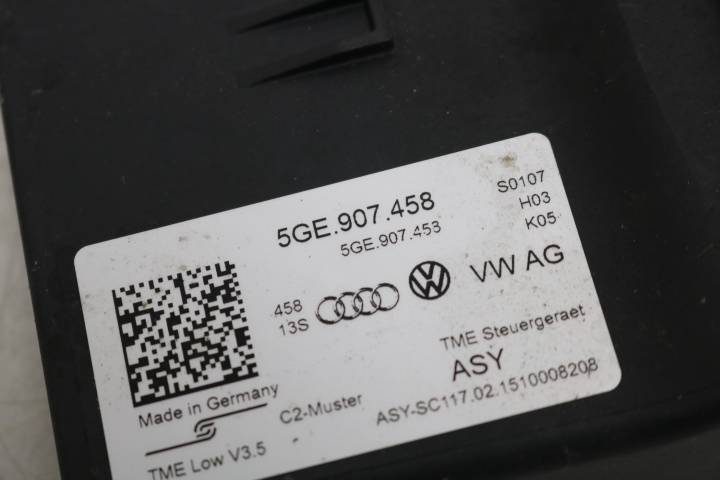 5GE.907.458
5GE.907.453
S0107
H03
K05
458
13S
VW AG
TME Steuergeraet
ASY
ASY-SC117.02.1510008208
Made in Germany
C2-Muster
TME Low V3.5